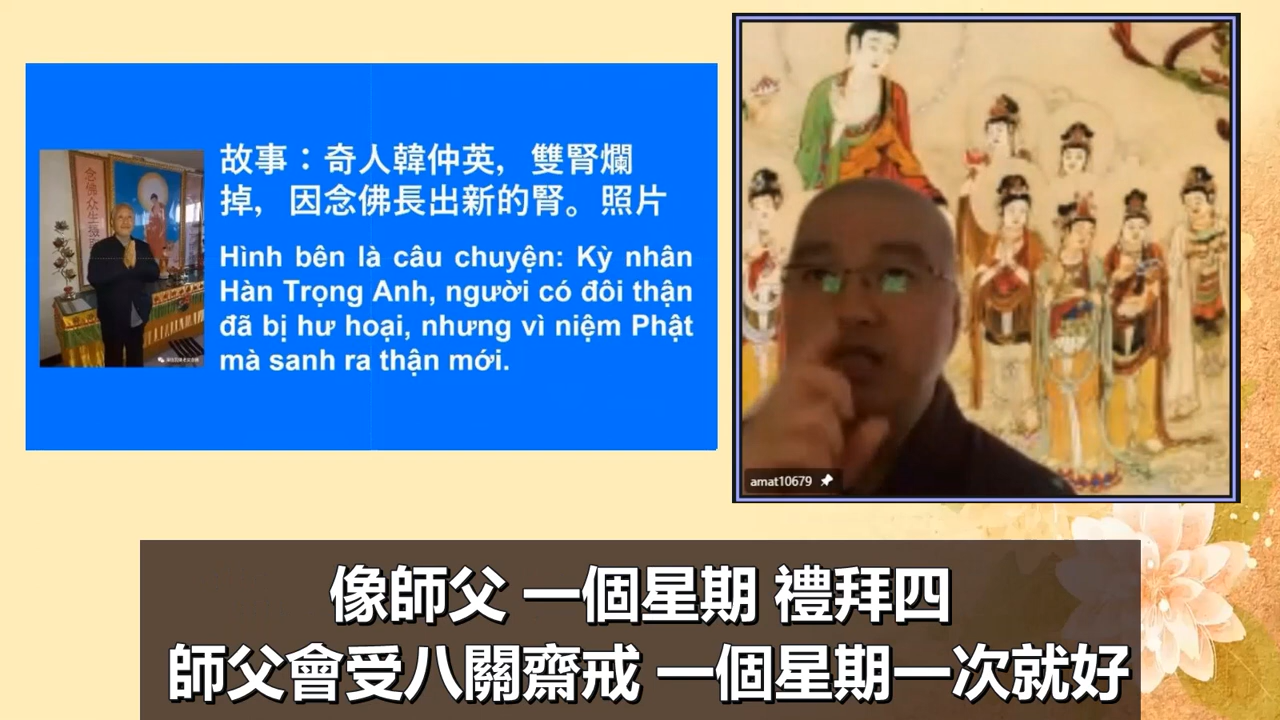 故事：奇人韓仲英，雙腎爛
掉，因念佛長出新的腎。照片
Hình bên là câu chuyện: Kỳ nhân
Hàn Trọng Anh, người có đôi thận
đã bị hư hoại, nhưng vì niệm Phật
mà sanh ra thận mới.
amat10679
像師父 一個星期 禮拜四
師父會受八關齋戒 一個星期一次就好